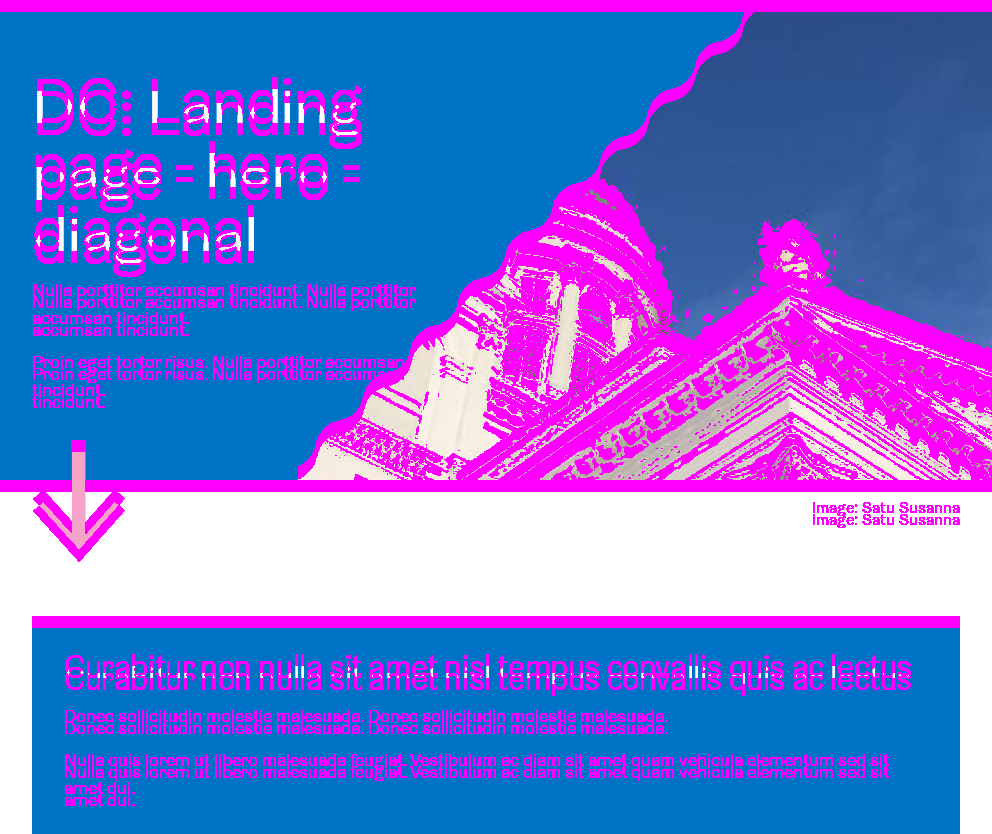 DC: Landing
page - hero -
diagonal
Nulla porttitor accumsan tincidunt. Nulla porttitor
accumsan tincidunt.
Proin eget tortor risus. Nulla porttitor accumsan
tincidunt.
Image: Satu Susanna
Curabitur non nulla sit amet nisl tempus convallis quis ac lectus
Donec sollicitudin molestie malesuada. Donec sollicitudin molestie malesuada.
Nulla quis lorem ut libero malesuada feugiat. Vestibulum ac diam sit amet quam vehicula elementum sed sit
amet dui.